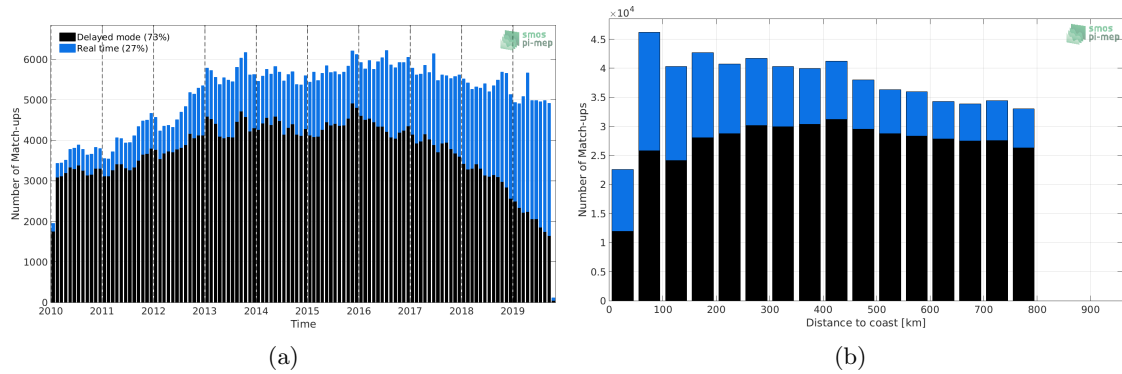 Delayed mode (73%)
Real time (27%)
smos
pi-mep
6000
5000
4000
3000
2000
1000
0
Number of Match-ups
2010 2011 2012 2013 2014 2015 2016 2017 2018 2019
Time
(a)
×10⁴
smos
pi-mep
4.5
4
3.5
3
2.5
2
1.5
1
0.5
0
Number of Match-ups
0 100 200 300 400 500 600 700 800 900
Distance to coast [km]
(b)